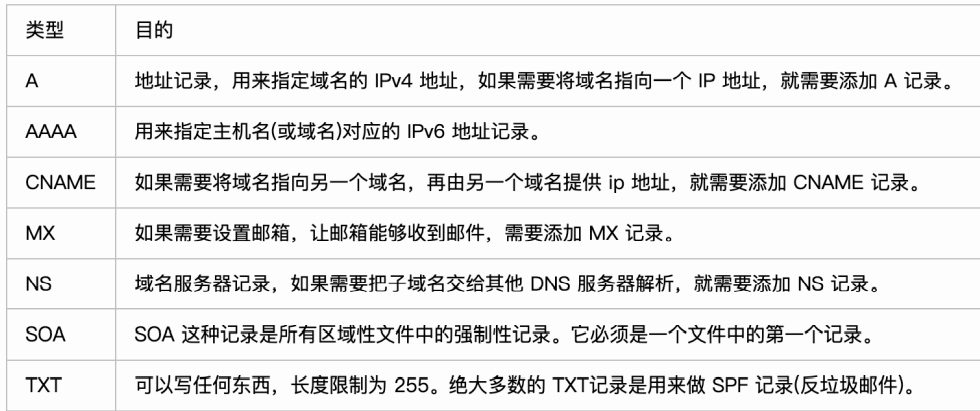 类型 目的
A 地址记录，用来指定域名的 IPv4 地址，如果需要将域名指向一个 IP 地址，就需要添加 A 记录。
AAAA 用来指定主机名(或域名)对应的 IPv6 地址记录。
CNAME 如果需要将域名指向另一个域名，再由另一个域名提供 ip 地址，就需要添加 CNAME 记录。
MX 如果需要设置邮箱，让邮箱能够收到邮件，需要添加 MX 记录。
NS 域名服务器记录，如果需要把子域名交给其他 DNS 服务器解析，就需要添加 NS 记录。
SOA SOA 这种记录是所有区域性文件中的强制性记录。它必须是一个文件中的第一个记录。
TXT 可以写任何东西，长度限制为 255。绝大多数的 TXT记录是用来做 SPF 记录(反垃圾邮件)。